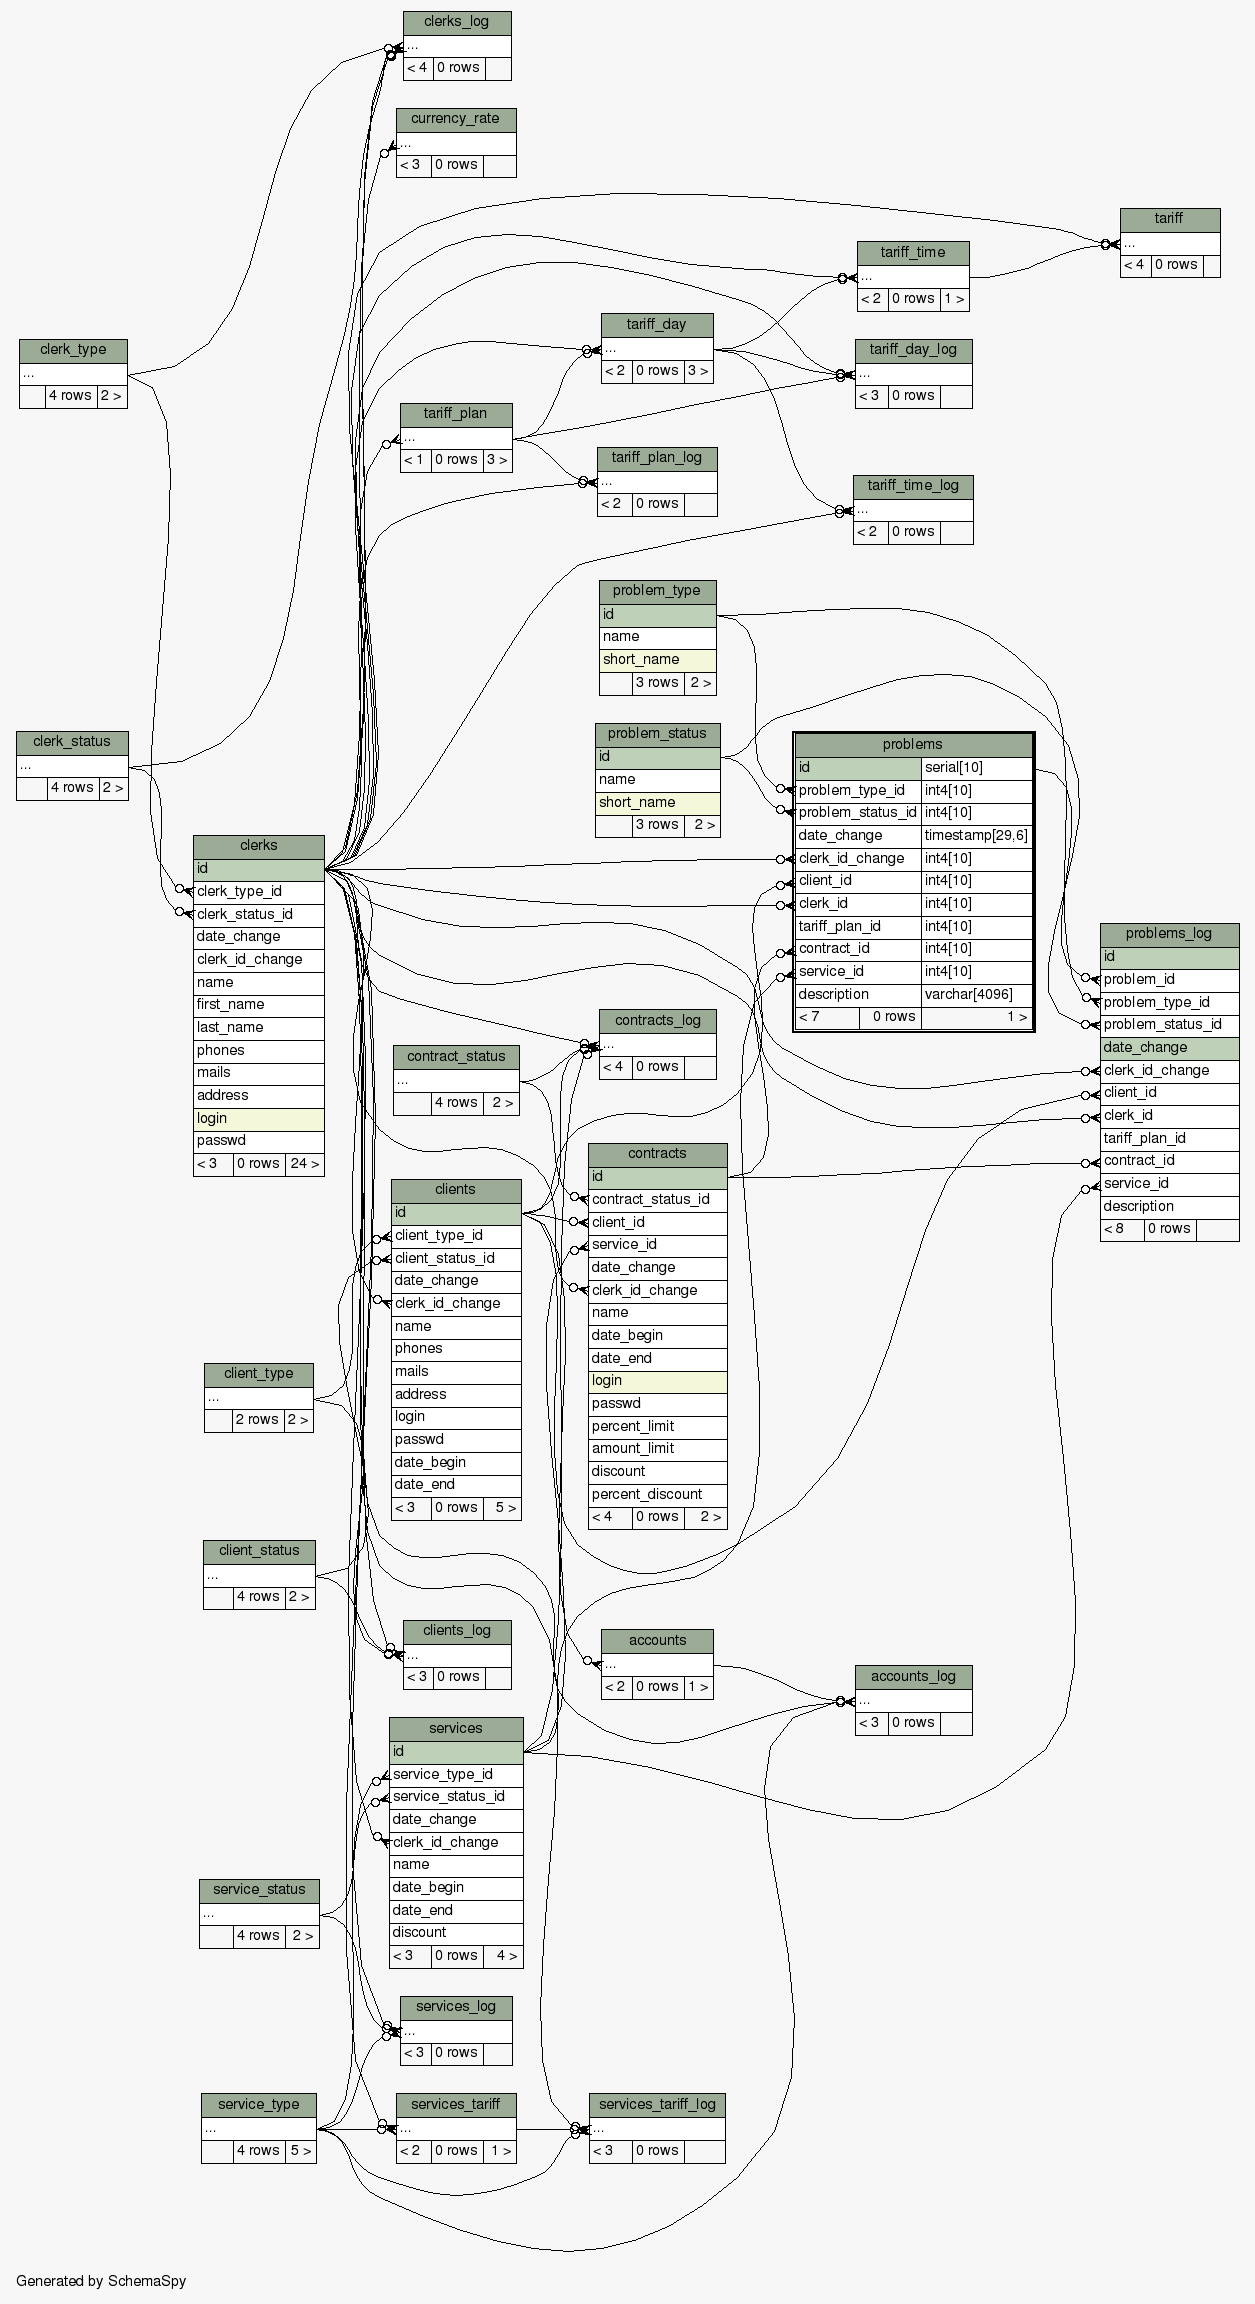 clerks_log
...
< 4 0 rows
currency_rate
...
< 3 0 rows
tariff
...
< 4 0 rows
tariff_time
...
< 2 0 rows 1 >
tariff_day
...
< 2 0 rows 3 >
clerk_type
...
4 rows 2 >
tariff_day_log
...
< 3 0 rows
tariff_plan
...
< 1 0 rows 3 >
tariff_plan_log
...
< 2 0 rows
tariff_time_log
...
< 2 0 rows
problem_type
id
name
short_name
3 rows 2 >
problem_status
id
name
short_name
3 rows 2 >
clerk_status
...
4 rows 2 >
problems
id serial[10]
problem_type_id int4[10]
problem_status_id int4[10]
date_change timestamp[29,6]
clerk_id_change int4[10]
client_id int4[10]
clerk_id int4[10]
tariff_plan_id int4[10]
contract_id int4[10]
service_id int4[10]
description varchar[4096]
< 7 0 rows 1 >
clerks
id
clerk_type_id
clerk_status_id
date_change
clerk_id_change
name
first_name
last_name
phones
mails
address
login
passwd
< 3 0 rows 24 >
problems_log
id
problem_id
problem_type_id
problem_status_id
date_change
clerk_id_change
client_id
clerk_id
tariff_plan_id
contract_id
service_id
description
< 8 0 rows
contracts_log
...
< 4 0 rows
contract_status
...
4 rows 2 >
contracts
id
contract_status_id
client_id
service_id
date_change
clerk_id_change
name
date_begin
date_end
login
passwd
percent_limit
amount_limit
discount
percent_discount
< 4 0 rows 2 >
clients
id
client_type_id
client_status_id
date_change
clerk_id_change
name
phones
mails
address
login
passwd
date_begin
date_end
< 3 0 rows 5 >
client_type
...
2 rows 2 >
client_status
...
4 rows 2 >
clients_log
...
< 3 0 rows
accounts
...
< 2 0 rows 1 >
accounts_log
...
< 3 0 rows
services
id
service_type_id
service_status_id
date_change
clerk_id_change
name
date_begin
date_end
discount
< 3 0 rows 4 >
service_status
...
4 rows 2 >
services_log
...
< 3 0 rows
service_type
...
4 rows 5 >
services_tariff
...
< 2 0 rows 1 >
services_tariff_log
...
< 3 0 rows
Generated by SchemaSpy